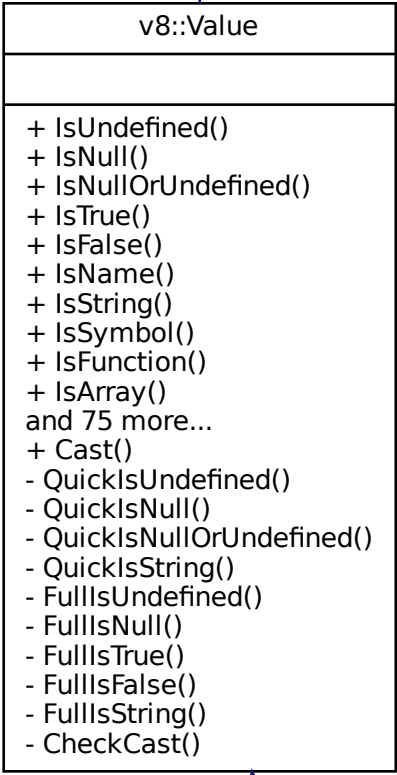 v8::Value
+ IsUndefined()
+ IsNull()
+ IsNullOrUndefined()
+ IsTrue()
+ IsFalse()
+ IsName()
+ IsString()
+ IsSymbol()
+ IsFunction()
+ IsArray()
and 75 more...
+ Cast()
- QuickIsUndefined()
- QuickIsNull()
- QuickIsNullOrUndefined()
- QuickIsString()
- FullIsUndefined()
- FullIsNull()
- FullIsTrue()
- FullIsFalse()
- FullIsString()
- CheckCast()